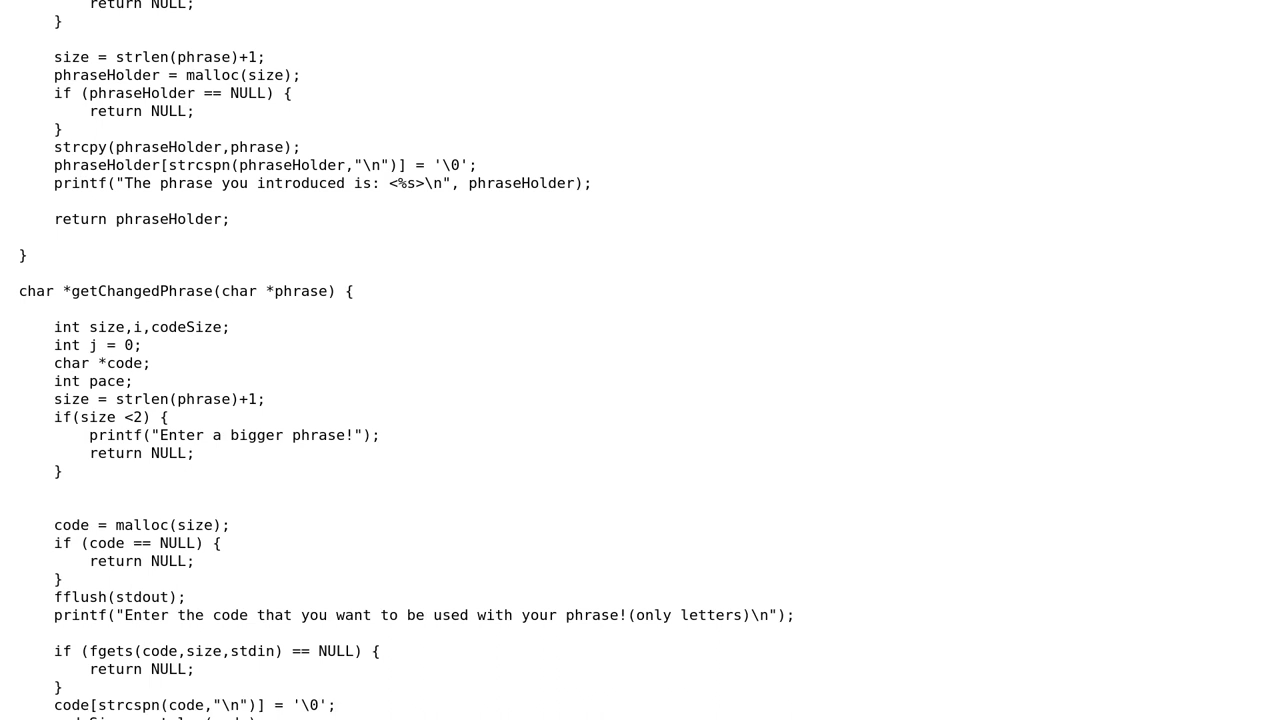 return NULL;
    }

    size = strlen(phrase)+1;
    phraseHolder = malloc(size);
    if (phraseHolder == NULL) {
        return NULL;
    }
    strcpy(phraseHolder,phrase);
    phraseHolder[strcspn(phraseHolder,"\n")] = '\0';
    printf("The phrase you introduced is: <%s>\n", phraseHolder);

    return phraseHolder;

}

char *getChangedPhrase(char *phrase) {

    int size,i,codeSize;
    int j = 0;
    char *code;
    int pace;
    size = strlen(phrase)+1;
    if(size <2) {
        printf("Enter a bigger phrase!");
        return NULL;
    }


    code = malloc(size);
    if (code == NULL) {
        return NULL;
    }
    fflush(stdout);
    printf("Enter the code that you want to be used with your phrase!(only letters)\n");

    if (fgets(code,size,stdin) == NULL) {
        return NULL;
    }
    code[strcspn(code,"\n")] = '\0';